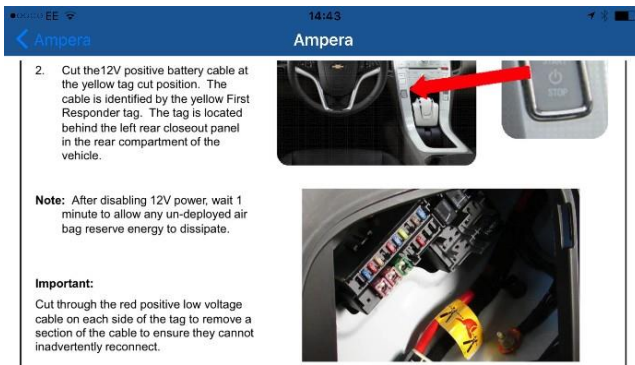 EE
14:43
Ampera
Ampera
2. Cut the12V positive battery cable at
the yellow tag cut position. The
cable is identified by the yellow First
Responder tag. The tag is located
behind the left rear closeout panel
in the rear compartment of the
vehicle.
STOP
Note: After disabling 12V power, wait 1
minute to allow any un-deployed air
bag reserve energy to dissipate.
Important:
Cut through the red positive low voltage
cable on each side of the tag to remove a
section of the cable to ensure they cannot
inadvertently reconnect.